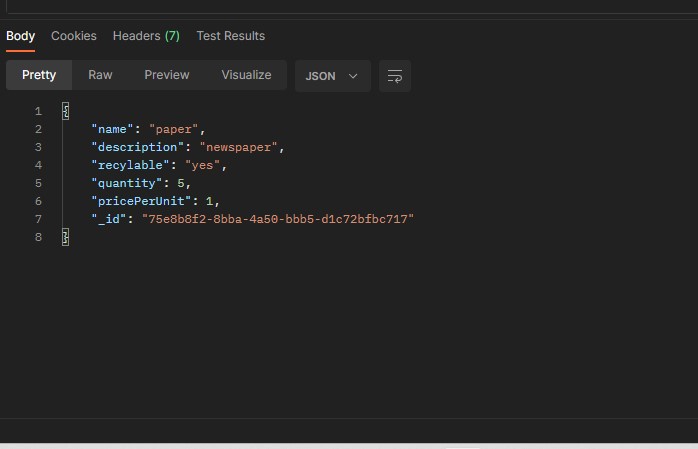 Body Cookies Headers (7) Test Results
Pretty Raw Preview Visualize JSON
1 {
2 "name": "paper",
3 "description": "newspaper",
4 "recylable": "yes",
5 "quantity": 5,
6 "pricePerUnit": 1,
7 "_id": "75e8b8f2-8bba-4a50-bbb5-d1c72bfbc717"
8 }